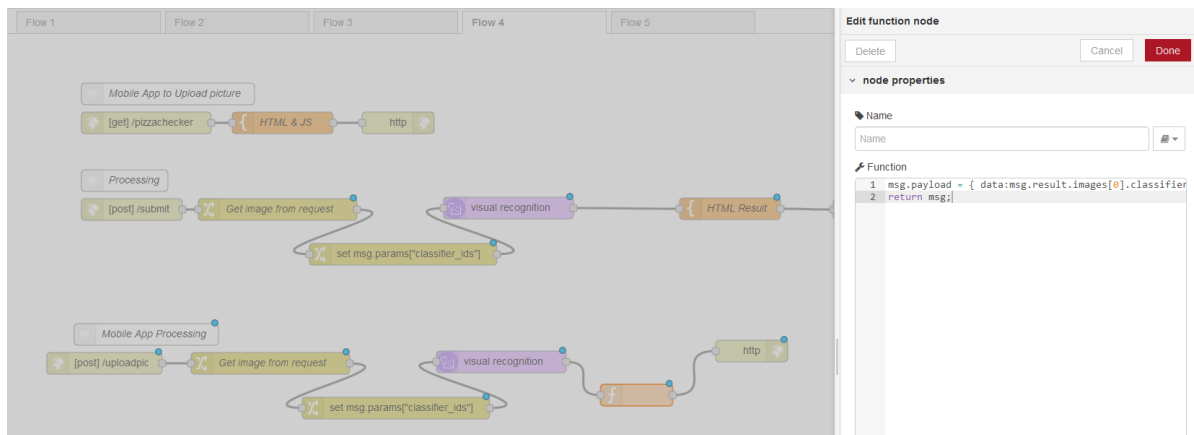 Flow 1
Flow 2
Flow 3
Flow 4
Flow 5
Mobile App to Upload picture
[get] /pizzachecker
HTML & JS
http
Processing
[post] /submit
Get image from request
visual recognition
HTML Result
set msg.params["classifier_ids"]
Mobile App Processing
[post] /uploadpic
Get image from request
visual recognition
http
set msg.params["classifier_ids"]
Edit function node
Delete
Cancel
Done
node properties
Name
Name
Function
1 msg.payload = { data:msg.result.images[0].classifier
2 return msg;